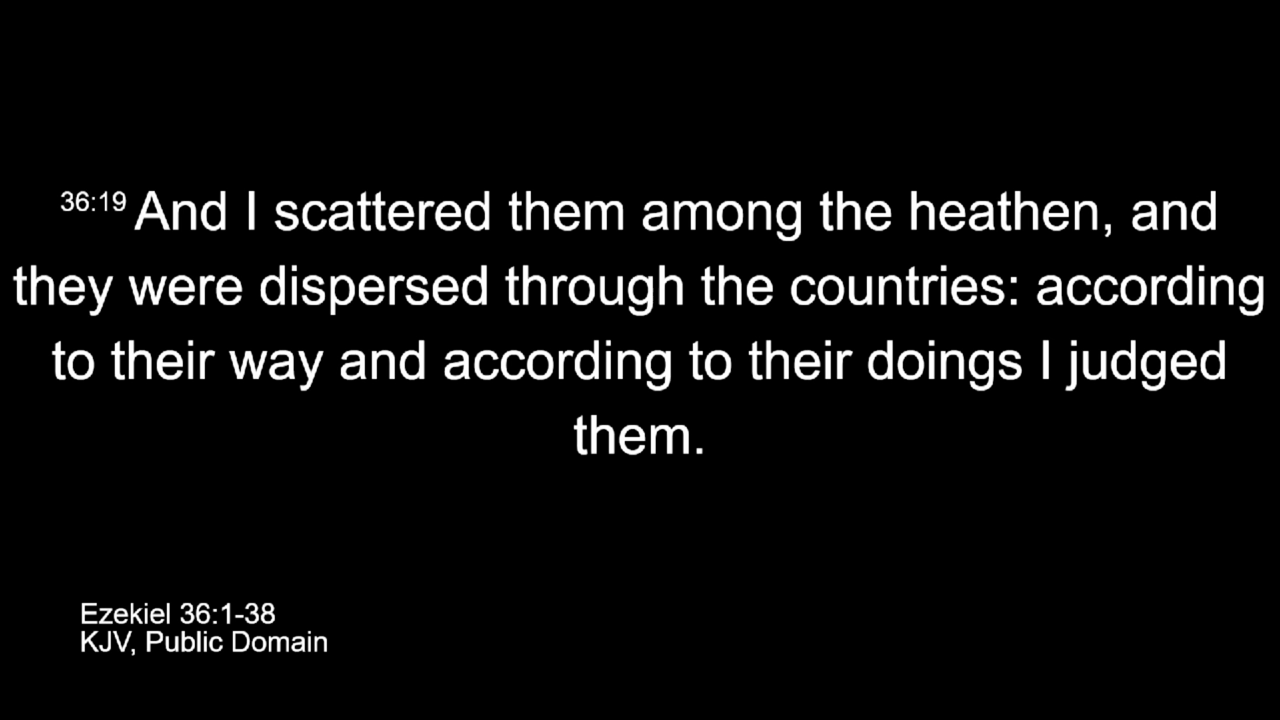 36:19 And I scattered them among the heathen, and
they were dispersed through the countries: according
to their way and according to their doings I judged
them.
Ezekiel 36:1-38
KJV, Public Domain